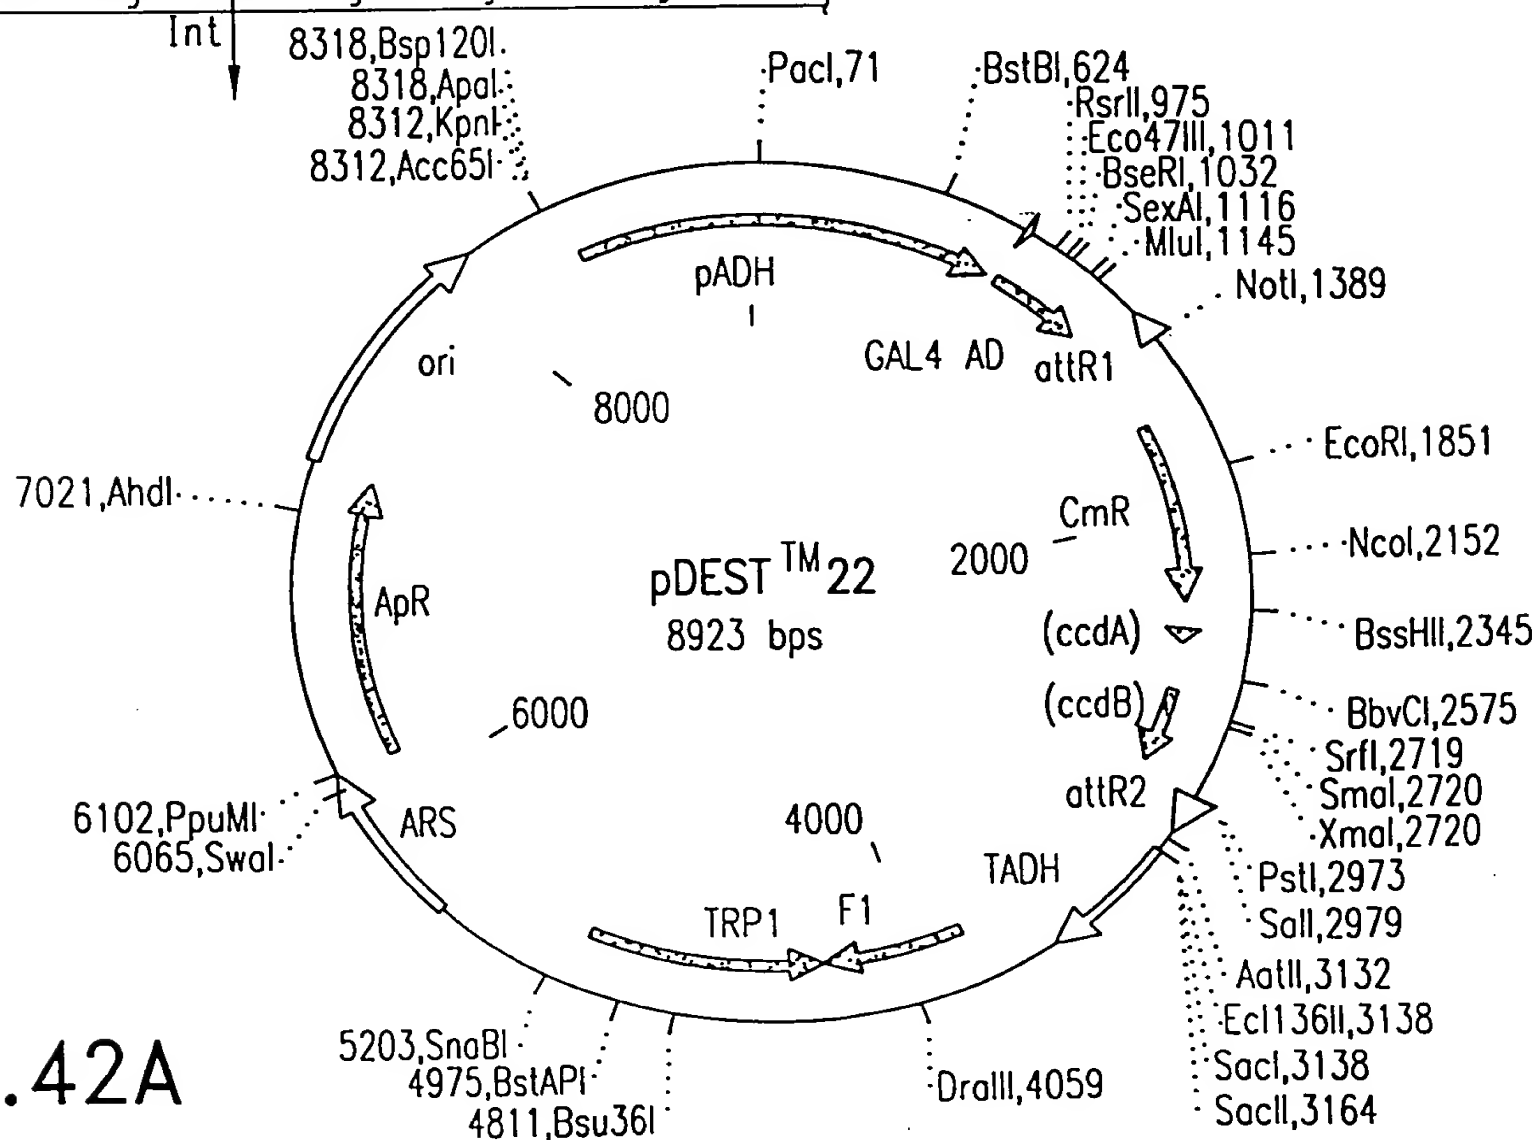 Int
8318,Bsp120I
8318,ApaI
8312,KpnI
8312,Acc65I
PacI,71
BstBI,624
RsrII,975
Eco47III,1011
BseRI,1032
SexAI,1116
MluI,1145
NotI,1389
pADH
GAL4 AD
attR1
ori
8000
EcoRI,1851
7021,AhdI
CmR
NcoI,2152
2000
pDEST™22
8923 bps
ApR
(ccdA)
BssHII,2345
(ccdB)
BbvCI,2575
6000
SrfI,2719
SmaI,2720
XmaI,2720
attR2
6102,PpuMI
6065,SwaI
ARS
4000
TADH
PstI,2973
SalI,2979
TRP1
F1
AatII,3132
Ecl136II,3138
SacI,3138
SacII,3164
5203,SnaBI
4975,BstAPI
4811,Bsu36I
DraIII,4059
.42A